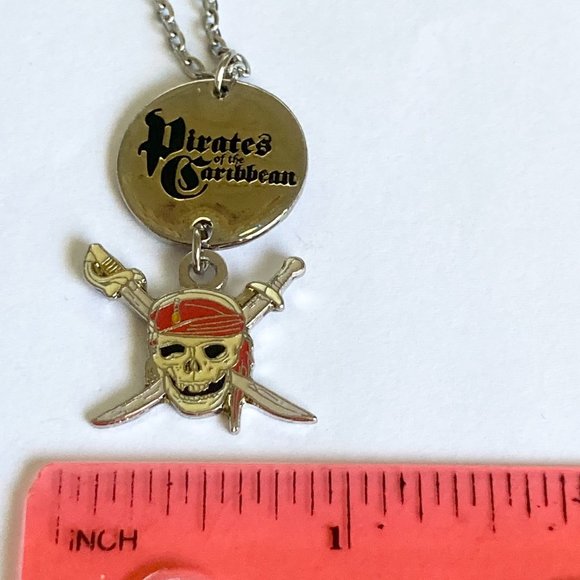 Pirates
of the
Caribbean
INCH 1